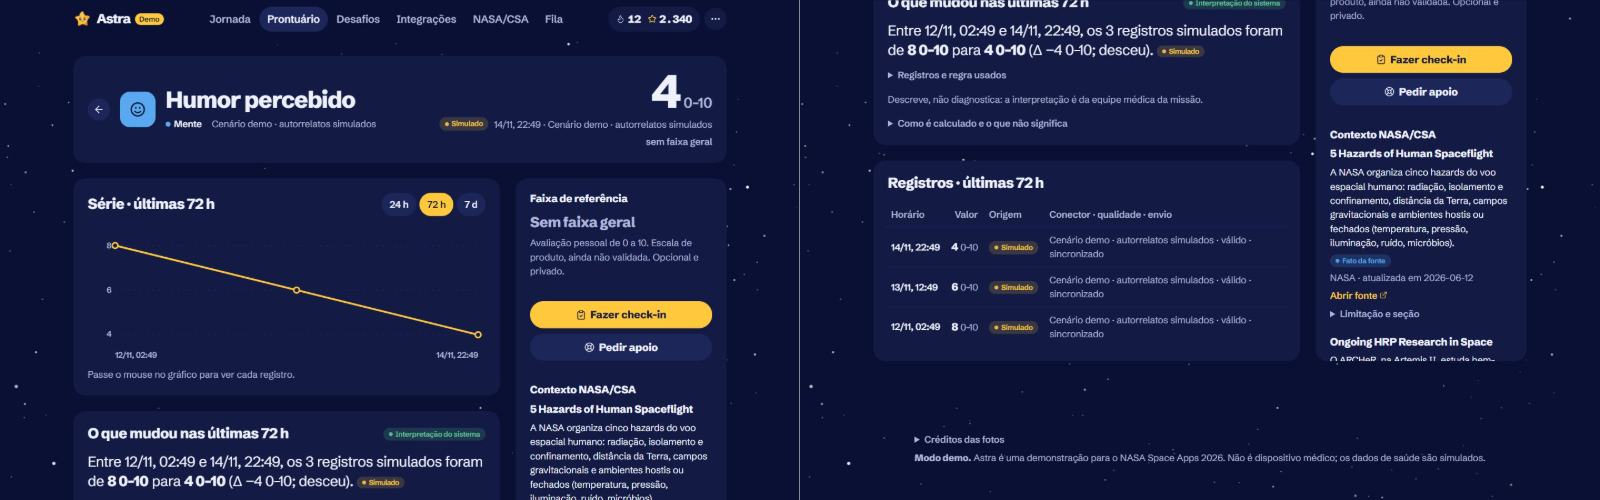 Astra Demo
Jornada Prontuário Desafios Integrações NASA/CSA Fila
12 2.340
Humor percebido
Mente Cenário demo · autorrelatos simulados
4 0-10
Simulado 14/11, 22:49 · Cenário demo · autorrelatos simulados
sem faixa geral
Série · últimas 72 h
24 h 72 h 7 d
8
6
4
12/11, 02:49 14/11, 22:49
Passe o mouse no gráfico para ver cada registro.
O que mudou nas últimas 72 h
Interpretação do sistema
Entre 12/11, 02:49 e 14/11, 22:49, os 3 registros simulados foram
de 8 0-10 para 4 0-10 (Δ −4 0-10; desceu). Simulado
Faixa de referência
Sem faixa geral
Avaliação pessoal de 0 a 10. Escala de
produto, ainda não validada. Opcional e
privado.
Fazer check-in
Pedir apoio
Contexto NASA/CSA
5 Hazards of Human Spaceflight
A NASA organiza cinco hazards do voo
espacial humano: radiação, isolamento e
confinamento, distância da Terra, campos
gravitacionais e ambientes hostis ou
fechados (temperatura, pressão,
iluminação, ruído, micróbios).
O que mudou nas últimas 72 h
Interpretação do sistema
Entre 12/11, 02:49 e 14/11, 22:49, os 3 registros simulados foram
de 8 0-10 para 4 0-10 (Δ −4 0-10; desceu). Simulado
Registros e regra usados
Descreve, não diagnostica: a interpretação é da equipe médica da missão.
Como é calculado e o que não significa
Registros · últimas 72 h
Horário Valor Origem Conector · qualidade · envio
14/11, 22:49 4 0-10 Simulado Cenário demo · autorrelatos simulados · válido ·
sincronizado
13/11, 12:49 6 0-10 Simulado Cenário demo · autorrelatos simulados · válido ·
sincronizado
12/11, 02:49 8 0-10 Simulado Cenário demo · autorrelatos simulados · válido ·
sincronizado
produto, ainda não validada. Opcional e
privado.
Fazer check-in
Pedir apoio
Contexto NASA/CSA
5 Hazards of Human Spaceflight
A NASA organiza cinco hazards do voo
espacial humano: radiação, isolamento e
confinamento, distância da Terra, campos
gravitacionais e ambientes hostis ou
fechados (temperatura, pressão,
iluminação, ruído, micróbios).
Fato da fonte
NASA · atualizada em 2026-06-12
Abrir fonte
Limitação e seção
Ongoing HRP Research in Space
O ARCHeR, na Artemis II, estuda bem-
Créditos das fotos
Modo demo. Astra é uma demonstração para o NASA Space Apps 2026. Não é dispositivo médico; os dados de saúde são simulados.